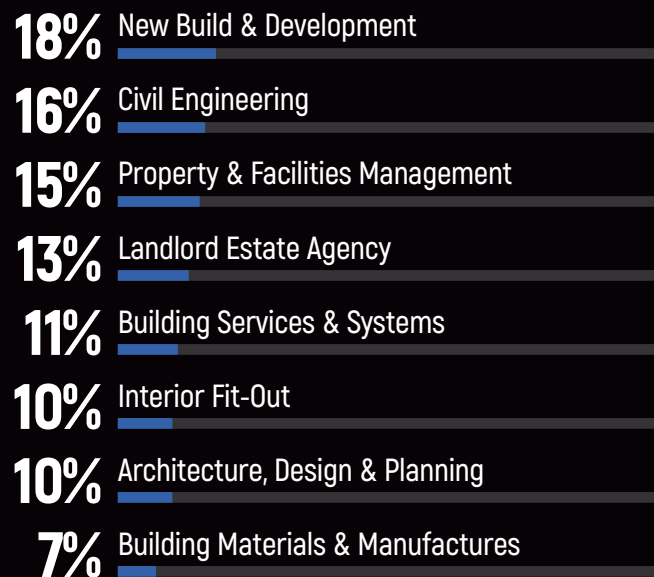 18% New Build & Development
16% Civil Engineering
15% Property & Facilities Management
13% Landlord Estate Agency
11% Building Services & Systems
10% Interior Fit-Out
10% Architecture, Design & Planning
7% Building Materials & Manufactures